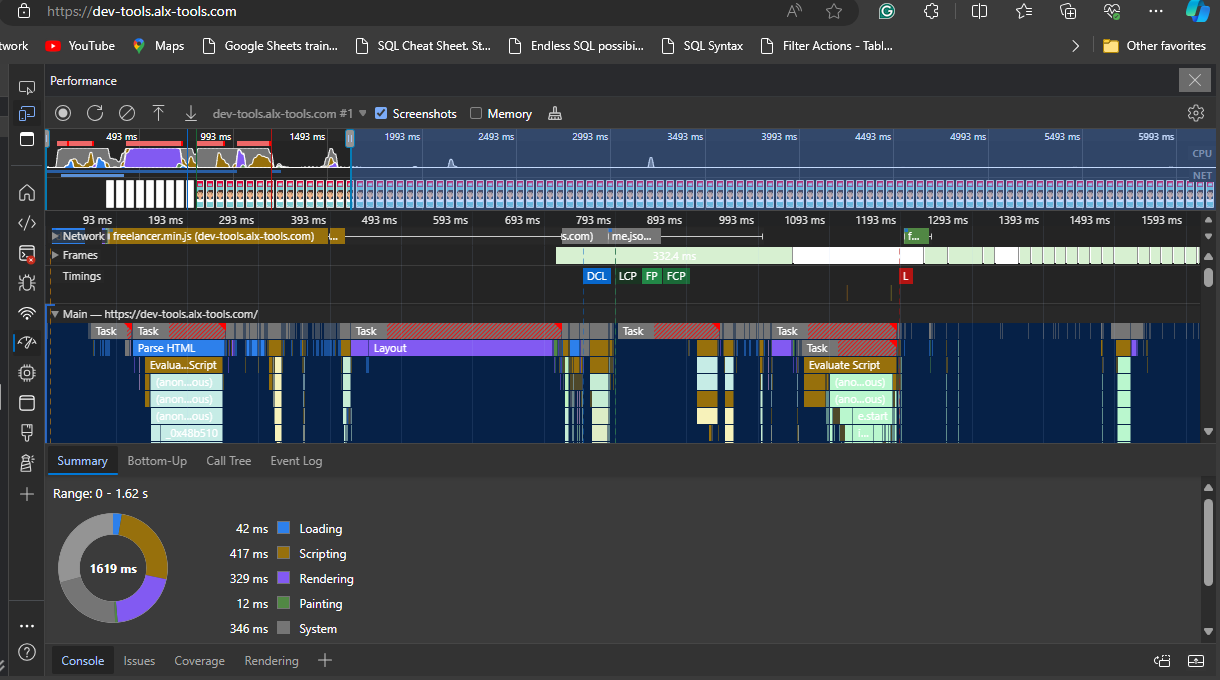 https://dev-tools.alx-tools.com
twork YouTube Maps Google Sheets train... SQL Cheat Sheet. St... Endless SQL possibi... SQL Syntax Filter Actions - Tabl... Other favorites
Performance
dev-tools.alx-tools.com #1 Screenshots Memory
493 ms 993 ms 1493 ms 1993 ms 2493 ms 2993 ms 3493 ms 3993 ms 4493 ms 4993 ms 5493 ms 5993 ms
CPU
NET
93 ms 193 ms 293 ms 393 ms 493 ms 593 ms 693 ms 793 ms 893 ms 993 ms 1093 ms 1193 ms 1293 ms 1393 ms 1493 ms 1593 ms
Network freelancer.min.js (dev-tools.alx-tools.com) ... s.com) me.jso... f...
Frames 332.4 ms
Timings DCL LCP FP FCP L
Main — https://dev-tools.alx-tools.com/
Task Task Task Task Task
Parse HTML Layout Task
Evalua...Script Evaluate Script
(anon...ous) (ano...ous)
(anon...ous) (ano...ous)
(anon...ous) e.start
_0x48b510
Summary Bottom-Up Call Tree Event Log
Range: 0 - 1.62 s
1619 ms
42 ms Loading
417 ms Scripting
329 ms Rendering
12 ms Painting
346 ms System
Console Issues Coverage Rendering